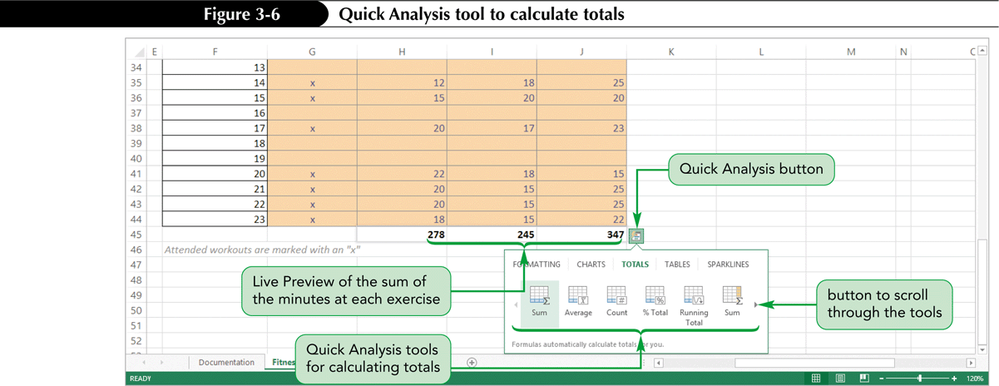 Figure 3-6 Quick Analysis tool to calculate totals
E F G H I J K L M N
34 13
35 14 x 12 18 25
36 15 x 15 20 20
37 16
38 17 x 20 17 23
39 18
40 19
41 20 x 22 18 15
Quick Analysis button
42 21 x 20 15 25
43 22 x 20 15 25
44 23 x 18 15 22
45 278 245 347
46 Attended workouts are marked with an "x"
47 FORMATTING CHARTS TOTALS TABLES SPARKLINES
48
Live Preview of the sum of
the minutes at each exercise
49
50 Sum Average Count % Total Running Total Sum
button to scroll
through the tools
51
52 Formulas automatically calculate totals for you.
Quick Analysis tools
for calculating totals
Documentation Fitnes
READY 120%